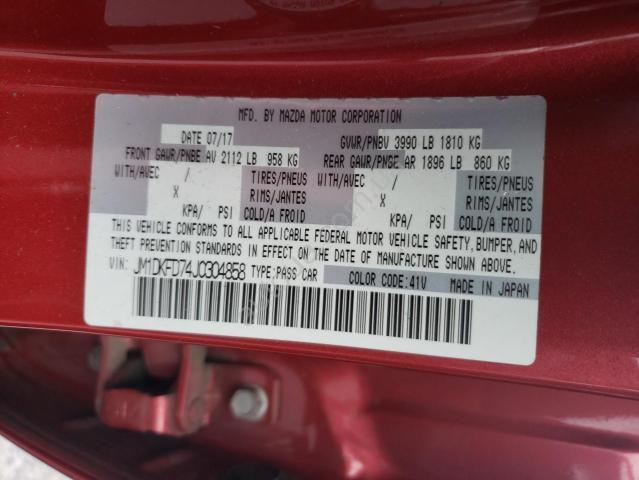 MFD. BY MAZDA MOTOR CORPORATION
DATE 07/17 GVWR/PNBV 3990 LB 1810 KG
FRONT GAWR/PNBE AV 2112 LB 958 KG REAR GAWR/PNBE AR 1896 LB 860 KG
WITH/AVEC / TIRES/PNEUS WITH/AVEC / TIRES/PNEUS
X RIMS/JANTES X RIMS/JANTES
KPA/ PSI COLD/A FROID KPA/ PSI COLD/A FROID
THIS VEHICLE CONFORMS TO ALL APPLICABLE FEDERAL MOTOR VEHICLE SAFETY, BUMPER, AND
THEFT PREVENTION STANDARDS IN EFFECT ON THE DATE OF MANUFACTURE SHOWN ABOVE.
VIN: JM1DKFD74J0304858 TYPE:PASS CAR COLOR CODE:41V MADE IN JAPAN